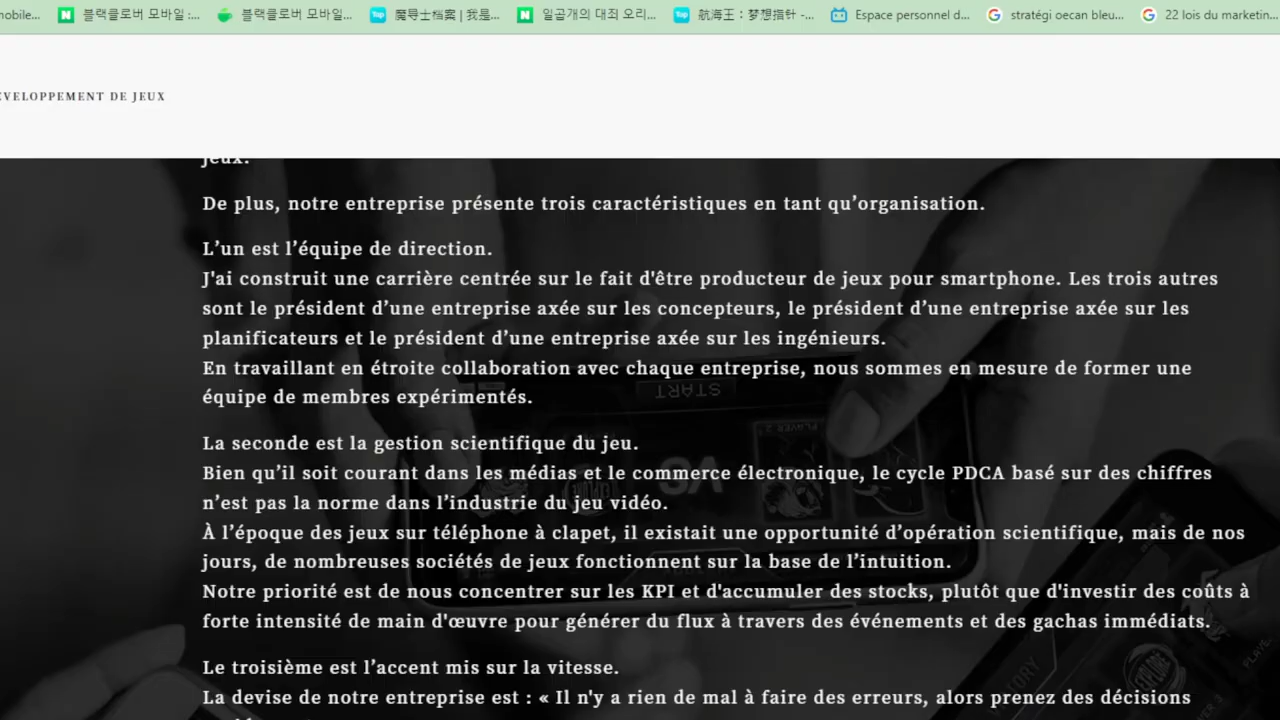 nobile...
블랙클로버 모바일 :...
블랙클로버 모바일...
魔导士档案 | 我是...
일곱개의 대죄 오리...
航海王：梦想指针 -...
Espace personnel d...
stratégi oecan bleu...
22 lois du marketin...
EVELOPPEMENT DE JEUX
jeux.
De plus, notre entreprise présente trois caractéristiques en tant qu’organisation.
L’un est l’équipe de direction.
J'ai construit une carrière centrée sur le fait d'être producteur de jeux pour smartphone. Les trois autres
sont le président d’une entreprise axée sur les concepteurs, le président d’une entreprise axée sur les
planificateurs et le président d’une entreprise axée sur les ingénieurs.
En travaillant en étroite collaboration avec chaque entreprise, nous sommes en mesure de former une
équipe de membres expérimentés.
La seconde est la gestion scientifique du jeu.
Bien qu’il soit courant dans les médias et le commerce électronique, le cycle PDCA basé sur des chiffres
n’est pas la norme dans l’industrie du jeu vidéo.
À l’époque des jeux sur téléphone à clapet, il existait une opportunité d’opération scientifique, mais de nos
jours, de nombreuses sociétés de jeux fonctionnent sur la base de l’intuition.
Notre priorité est de nous concentrer sur les KPI et d'accumuler des stocks, plutôt que d'investir des coûts à
forte intensité de main d'œuvre pour générer du flux à travers des événements et des gachas immédiats.
Le troisième est l’accent mis sur la vitesse.
La devise de notre entreprise est : « Il n'y a rien de mal à faire des erreurs, alors prenez des décisions
START
PLAYER 2
VS